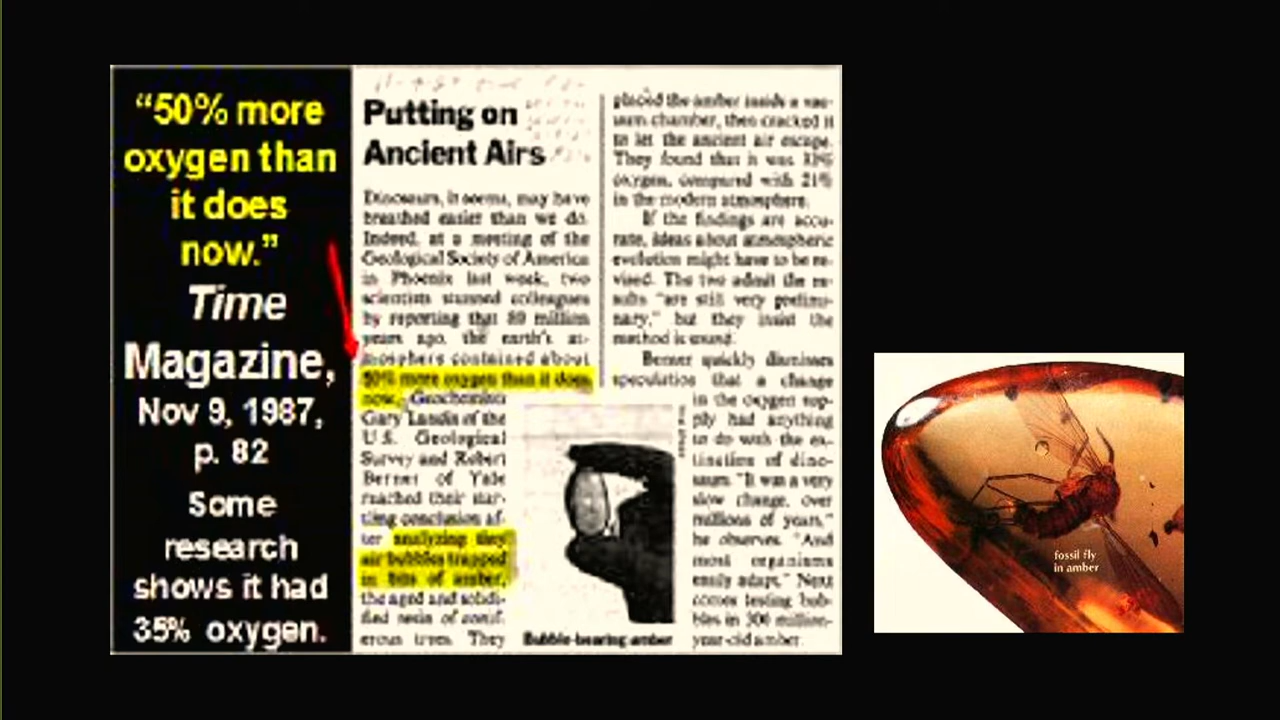 “50% more
oxygen than
it does
now.”
Time
Magazine,
Nov 9, 1987,
p. 82
Some
research
shows it had
35% oxygen.
Putting on
Ancient Airs
Dinosaurs, it seems, may have
breathed easier than we do.
Indeed, at a meeting of the
Geological Society of America
in Phoenix last week, two
scientists stunned colleagues
by reporting that 80 million
years ago, the earth's at-
mosphere contained about
50% more oxygen than it does
now. Geochemists
Gary Landis of the
U.S. Geological
Survey and Robert
Berner of Yale
reached their star-
tling conclusion af-
ter analyzing
air bubbles trapped
in bits of amber,
the aged and solidi-
fied resin of conif-
erous trees. They
Bubble-bearing amber
placed the amber inside a vac-
uum chamber, then cracked it
to let the ancient air escape.
They found that it was
oxygen, compared with 21%
in the modern atmosphere.
If the findings are accu-
rate, ideas about atmospheric
evolution might have to be re-
vised. The two admit the re-
sults "are still very prelimi-
nary," but they insist the
method is sound.
Berner quickly dismisses
speculation that a change
in the oxygen sup-
ply had anything
to do with the ex-
tinction of dino-
saurs. "It was a very
slow change, over
millions of years,"
he observes. "And
most organisms
easily adapt." Next
comes testing bub-
bles in 300 million-
year-old amber.
fossil fly
in amber